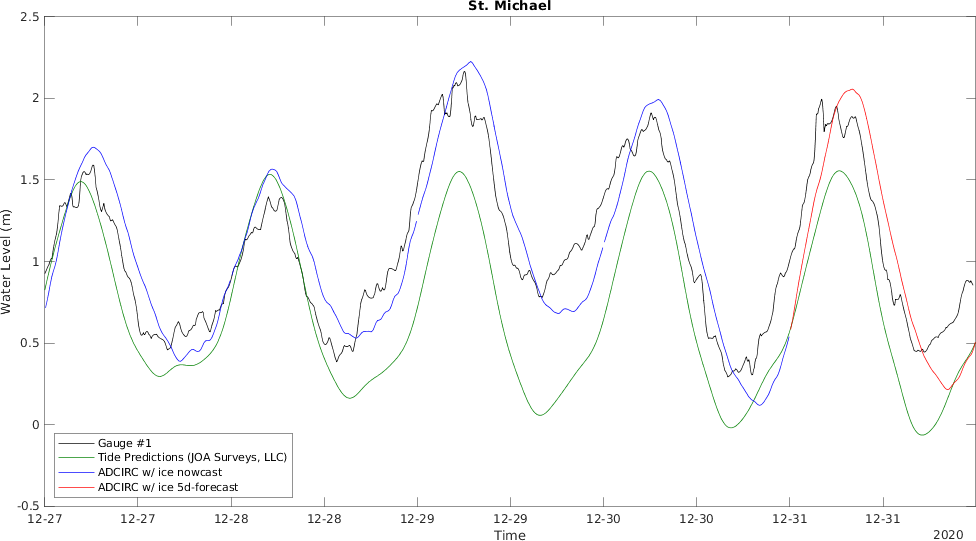 St. Michael
2.5
2
1.5
1
0.5
0
-0.5
Water Level (m)
Gauge #1
Tide Predictions (JOA Surveys, LLC)
ADCIRC w/ ice nowcast
ADCIRC w/ ice 5d-forecast
12-27 12-27 12-28 12-28 12-29 12-29 12-30 12-30 12-31 12-31
Time
2020